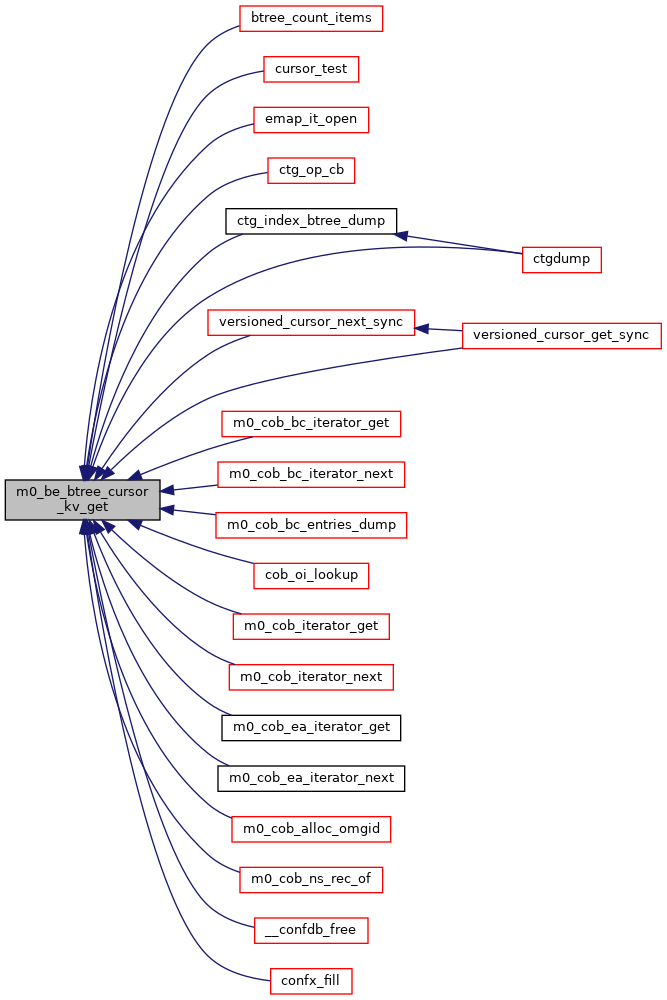 btree_count_items
cursor_test
emap_it_open
ctg_op_cb
ctg_index_btree_dump
ctgdump
versioned_cursor_next_sync
versioned_cursor_get_sync
m0_cob_bc_iterator_get
m0_cob_bc_iterator_next
m0_be_btree_cursor
_kv_get
m0_cob_bc_entries_dump
cob_oi_lookup
m0_cob_iterator_get
m0_cob_iterator_next
m0_cob_ea_iterator_get
m0_cob_ea_iterator_next
m0_cob_alloc_omgid
m0_cob_ns_rec_of
__confdb_free
confx_fill